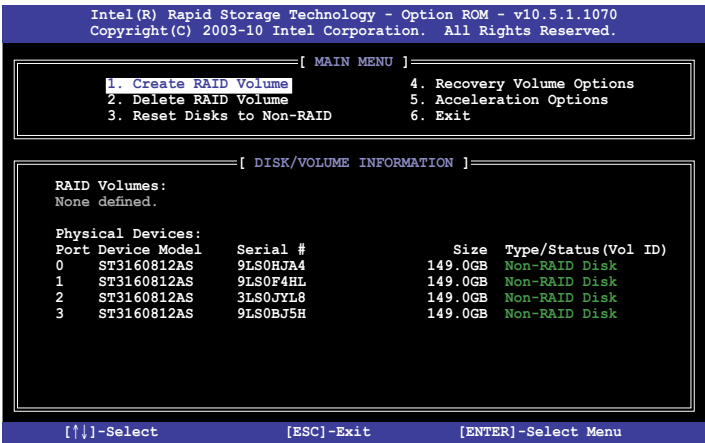 Intel(R) Rapid Storage Technology - Option ROM - v10.5.1.1070
Copyright(C) 2003-10 Intel Corporation.  All Rights Reserved.
[ MAIN MENU ]
1. Create RAID Volume 4. Recovery Volume Options
2. Delete RAID Volume 5. Acceleration Options
3. Reset Disks to Non-RAID 6. Exit
[ DISK/VOLUME INFORMATION ]
RAID Volumes:
None defined.
Physical Devices:
Port Device Model Serial # Size Type/Status(Vol ID)
0 ST3160812AS 9LS0HJA4 149.0GB Non-RAID Disk
1 ST3160812AS 9LS0F4HL 149.0GB Non-RAID Disk
2 ST3160812AS 3LS0JYL8 149.0GB Non-RAID Disk
3 ST3160812AS 9LS0BJ5H 149.0GB Non-RAID Disk
[↑↓]-Select [ESC]-Exit [ENTER]-Select Menu